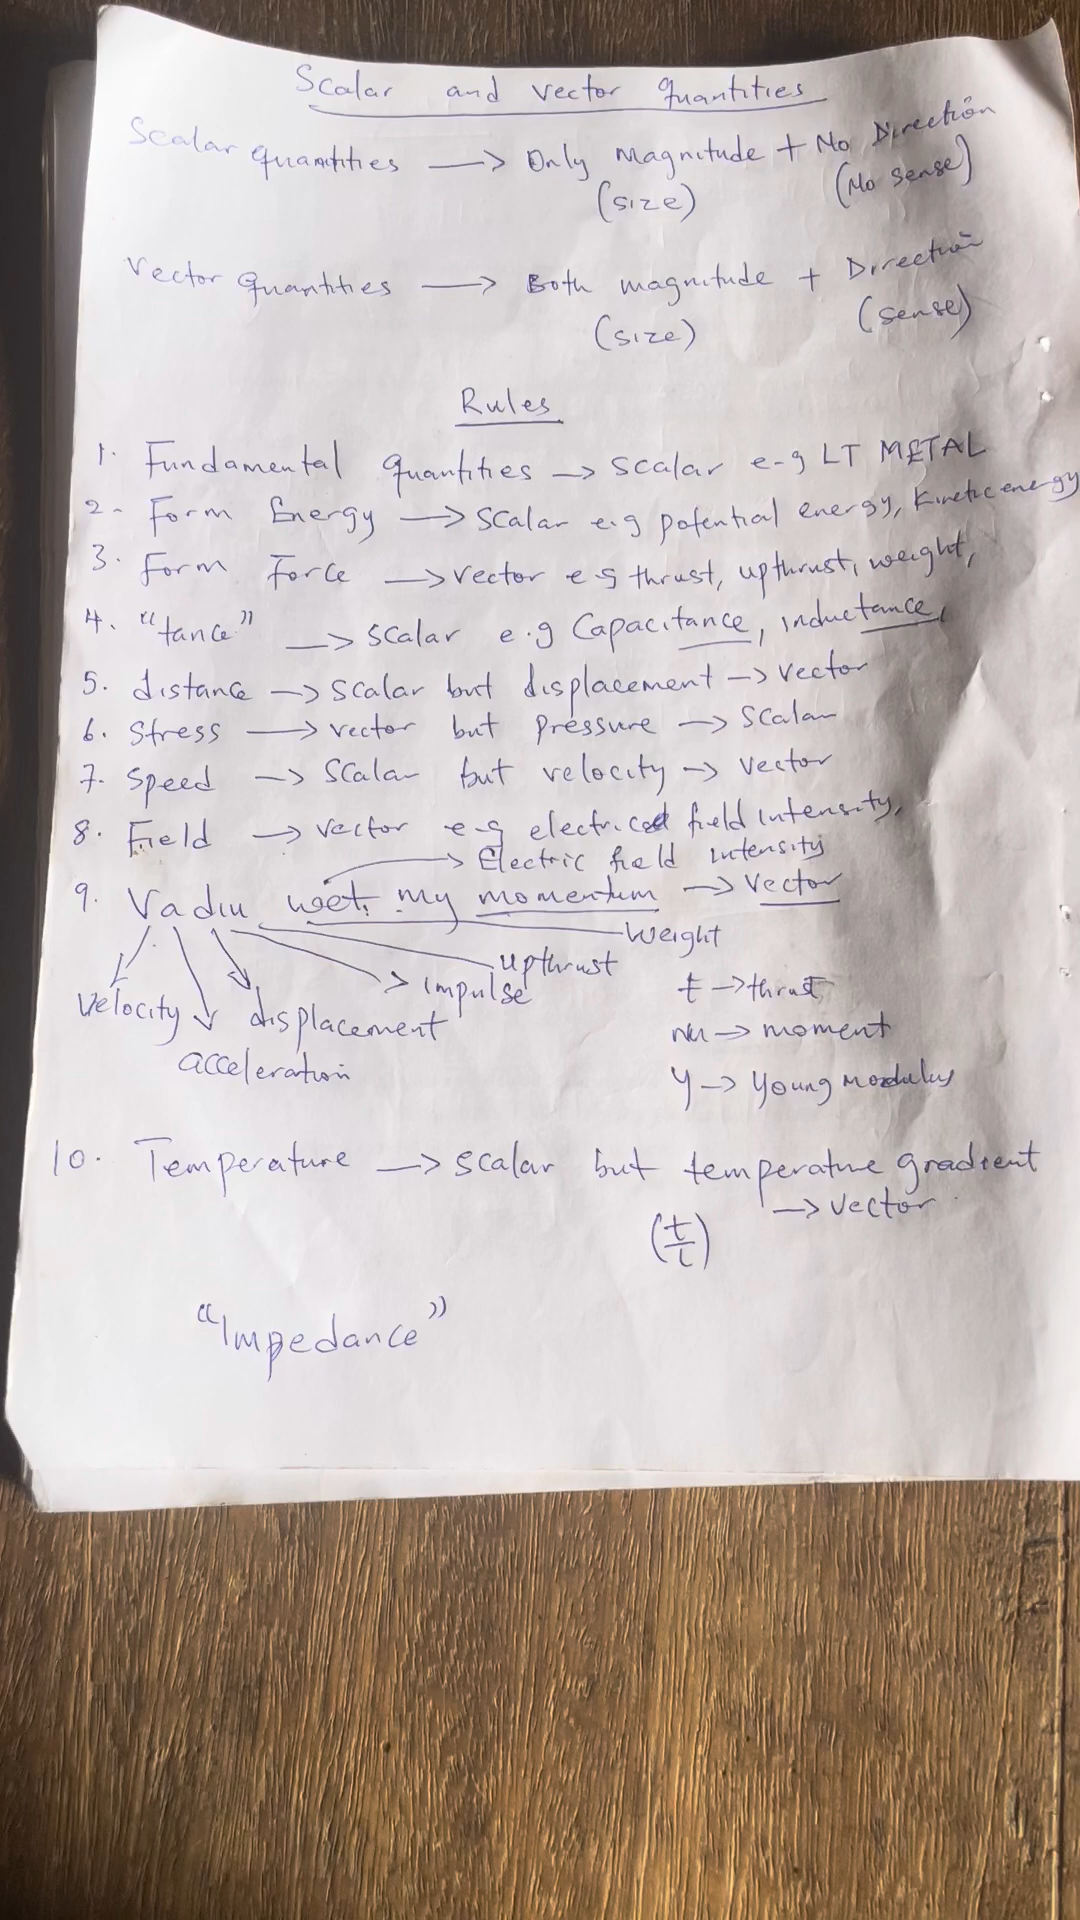 Scalar and vector quantities
Scalar quantities —> Only magnitude + No Direction
(size) (No sense)
Vector quantities —> Both magnitude + Direction
(size) (sense)
Rules
1. Fundamental quantities —> scalar e-g LT METAL
2- Form Energy —> scalar e.g potential energy, kinetic energy
3. Form Force —> vector e g thrust, upthrust, weight,
4. "tance" —> scalar e.g Capacitance, inductance,
5. distance —> scalar but displacement —> vector
6. Stress —> vector but pressure —> scalar
7. Speed —> scalar but velocity —> vector
8. Field —> vector e-g electrical field intensity,
—> Electric field intensity
9. Vadiu wet my momentum —> vector
Weight
upthrust
> impulse
velocity displacement
acceleration
t —> thrust
m —> moment
y —> young modulus
10. Temperature —> scalar but temperature gradient
—> vector
(t/l)
"Impedance"